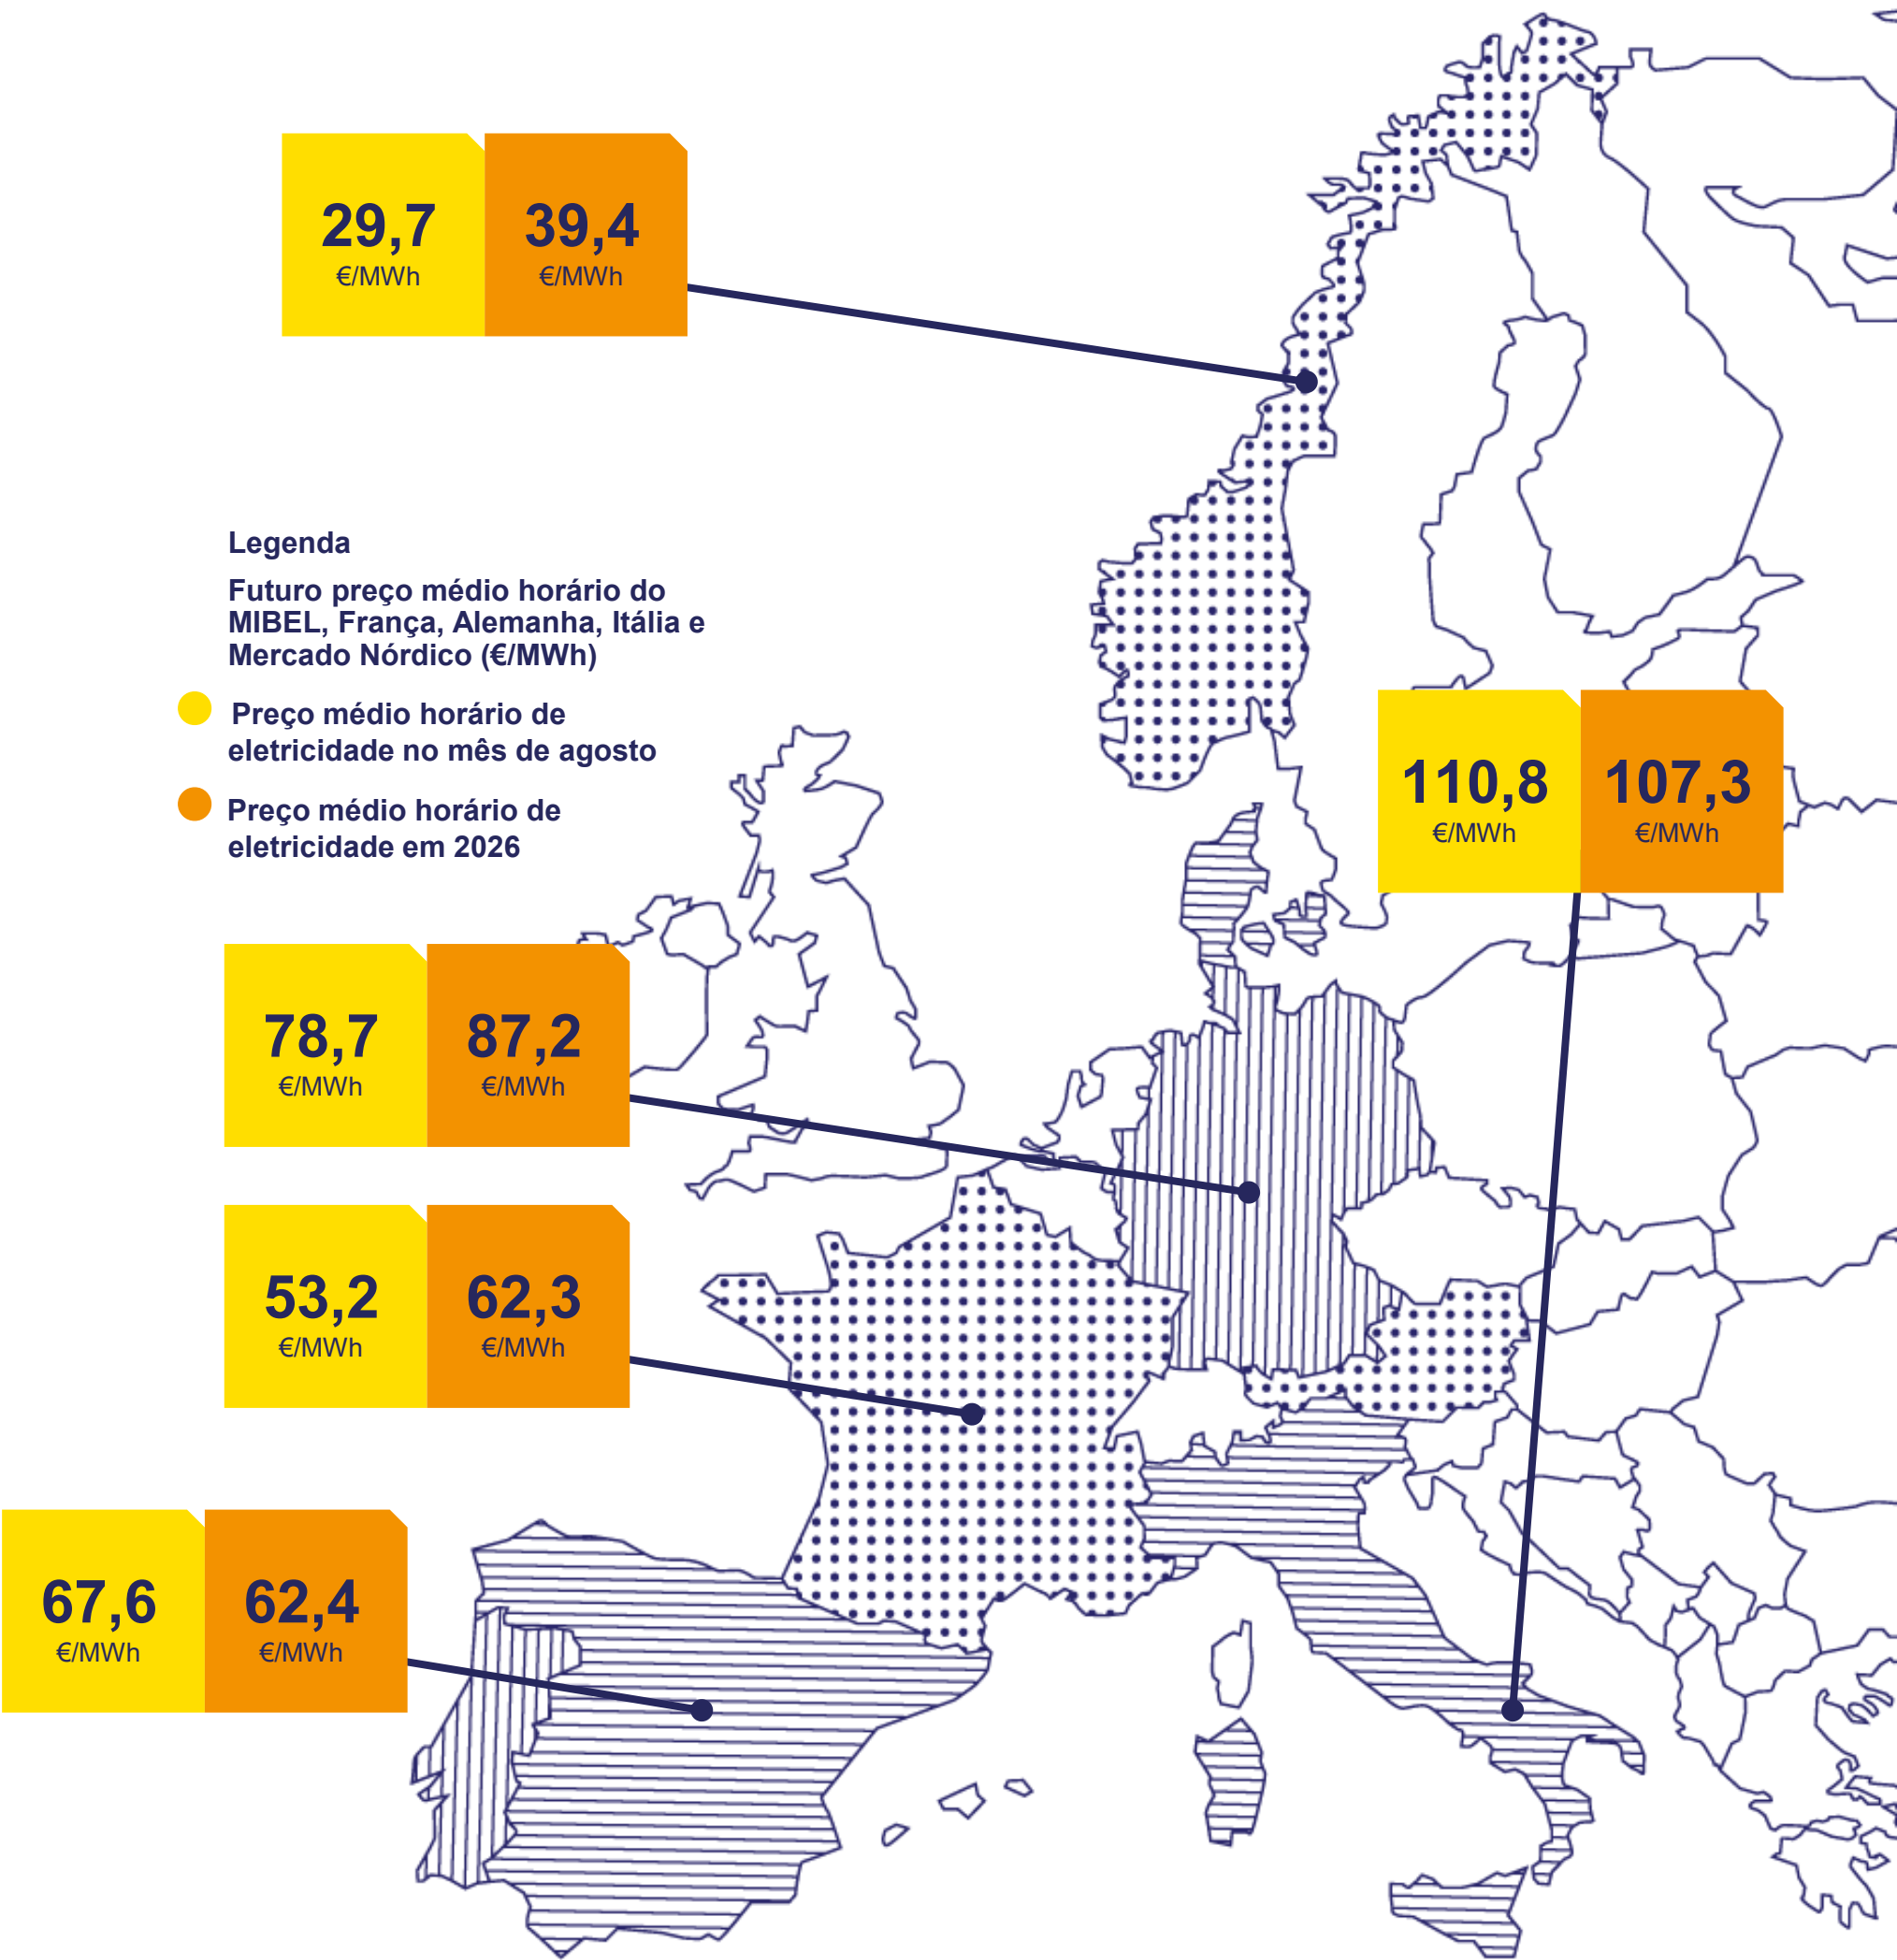 29,7
€/MWh
39,4
€/MWh
Legenda
Futuro preço médio horário do
MIBEL, França, Alemanha, Itália e
Mercado Nórdico (€/MWh)
Preço médio horário de
eletricidade no mês de agosto
Preço médio horário de
eletricidade em 2026
110,8
€/MWh
107,3
€/MWh
78,7
€/MWh
87,2
€/MWh
53,2
€/MWh
62,3
€/MWh
67,6
€/MWh
62,4
€/MWh